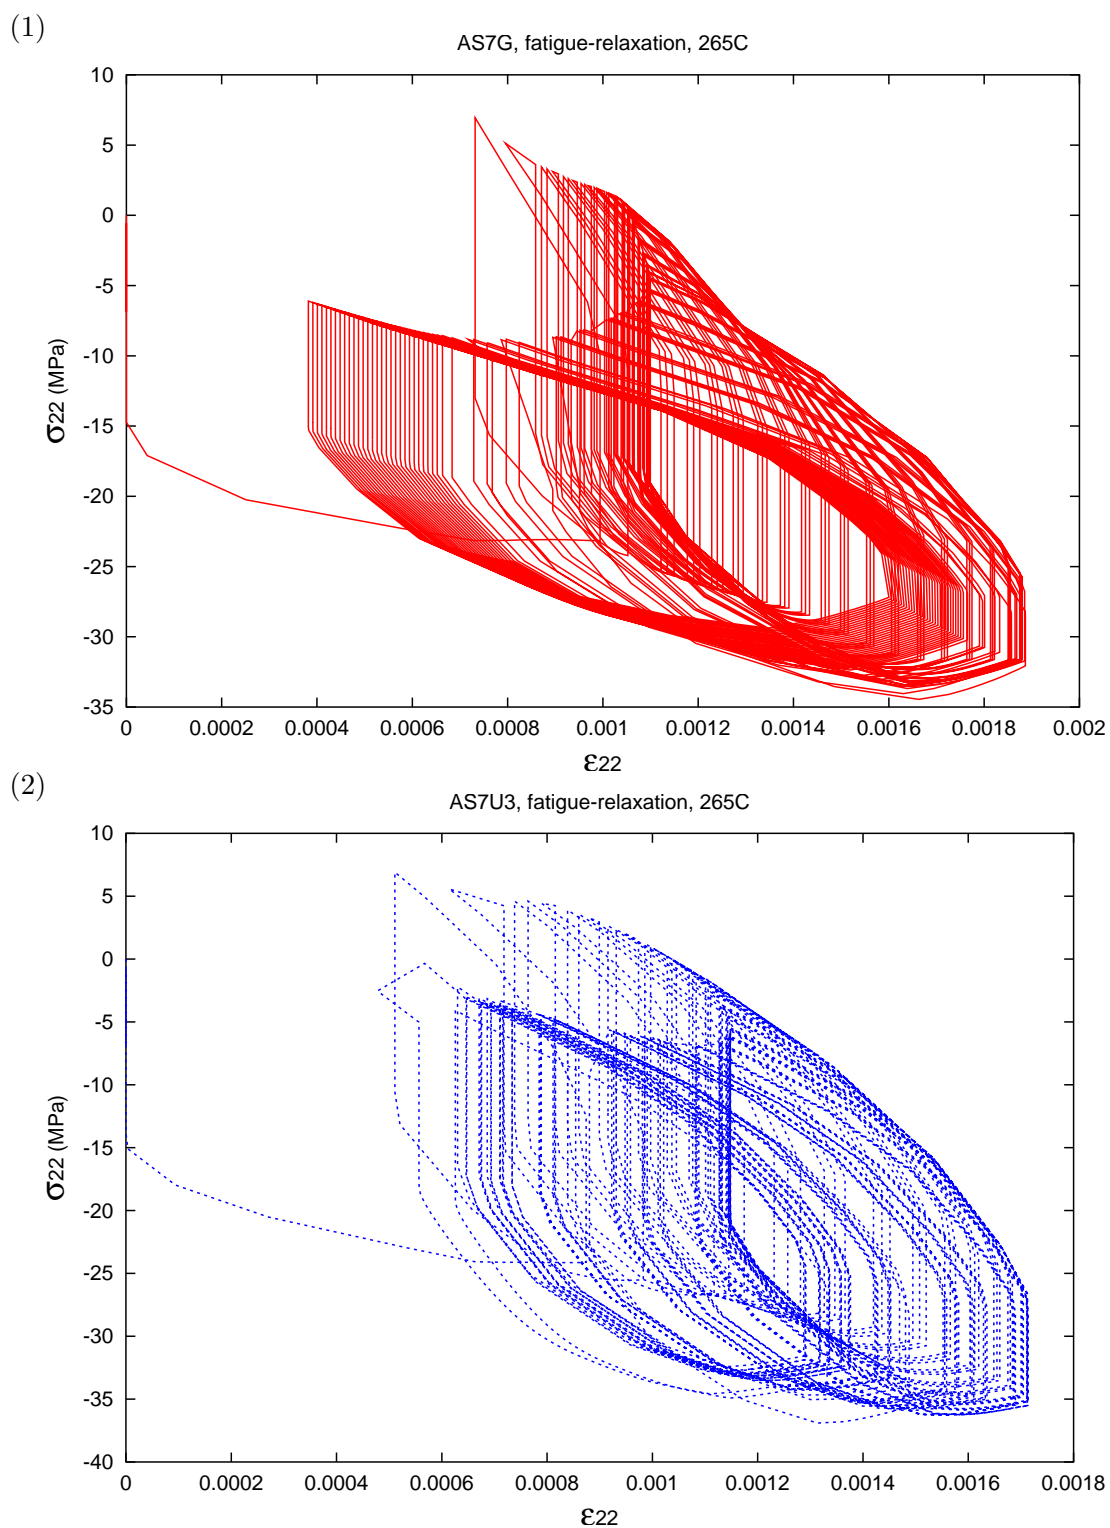 (1)
AS7G, fatigue-relaxation, 265C
10
5
0
-5
-10
-15
-20
-25
-30
-35
σ22 (MPa)
0 0.0002 0.0004 0.0006 0.0008 0.001 0.0012 0.0014 0.0016 0.0018 0.002
ε22
(2)
AS7U3, fatigue-relaxation, 265C
10
5
0
-5
-10
-15
-20
-25
-30
-35
-40
σ22 (MPa)
0 0.0002 0.0004 0.0006 0.0008 0.001 0.0012 0.0014 0.0016 0.0018
ε22